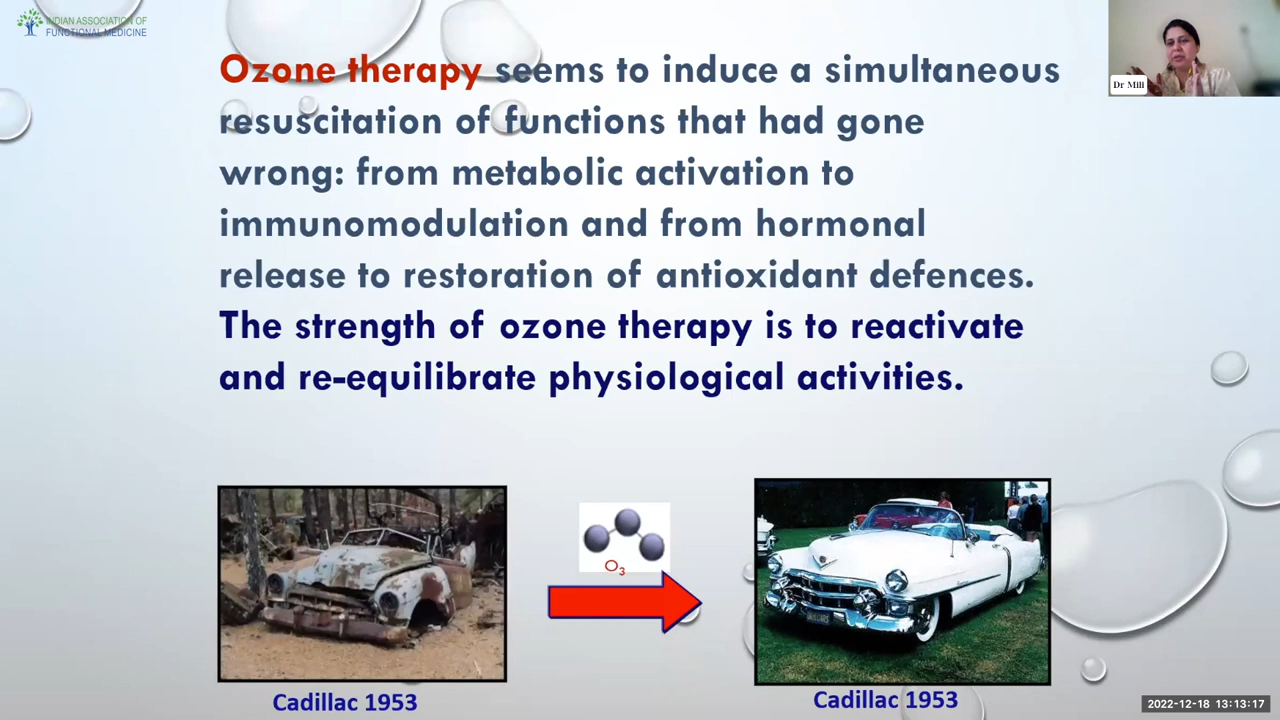 INDIAN ASSOCIATION OF
FUNCTIONAL MEDICINE
Ozone therapy seems to induce a simultaneous
resuscitation of functions that had gone
wrong: from metabolic activation to
immunomodulation and from hormonal
release to restoration of antioxidant defences.
The strength of ozone therapy is to reactivate
and re-equilibrate physiological activities.
Dr Mili
O3
Cadillac 1953
Cadillac 1953
2022-12-18 13:13:17